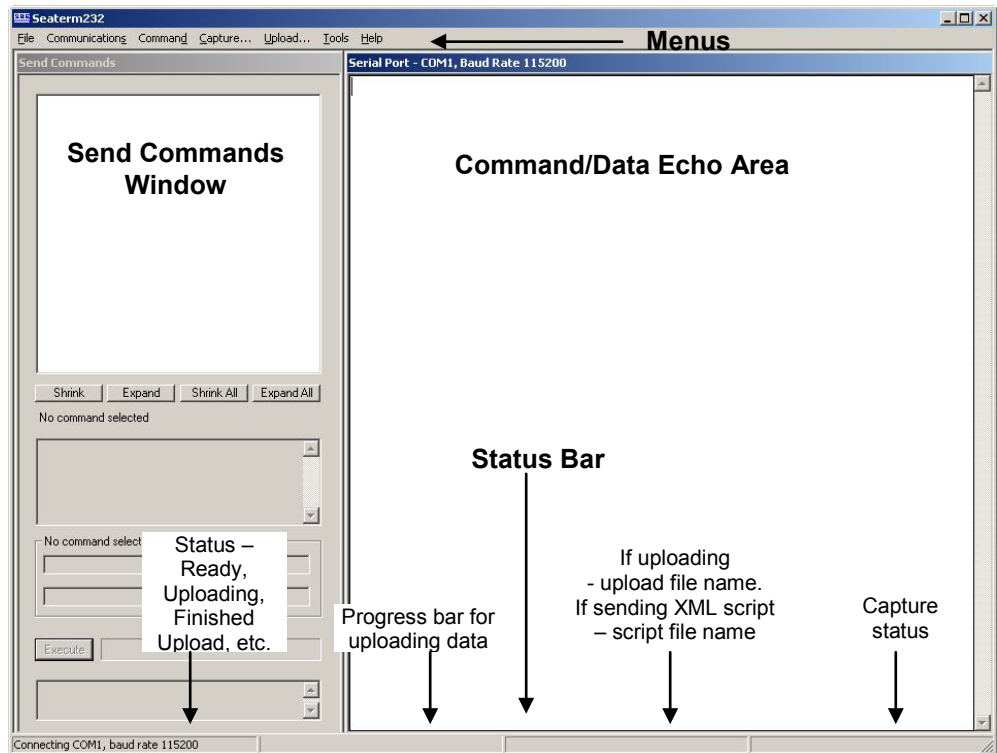 Seaterm232
File Communications Command Capture... Upload... Tools Help
Menus
Send Commands
Serial Port - COM1, Baud Rate 115200
Send Commands
Window
Command/Data Echo Area
Shrink Expand Shrink All Expand All
No command selected
Status Bar
No command selec
Status –
Ready,
Uploading,
Finished
Upload, etc.
Execute
Progress bar for
uploading data
If uploading
- upload file name.
If sending XML script
– script file name
Capture
status
Connecting COM1, baud rate 115200